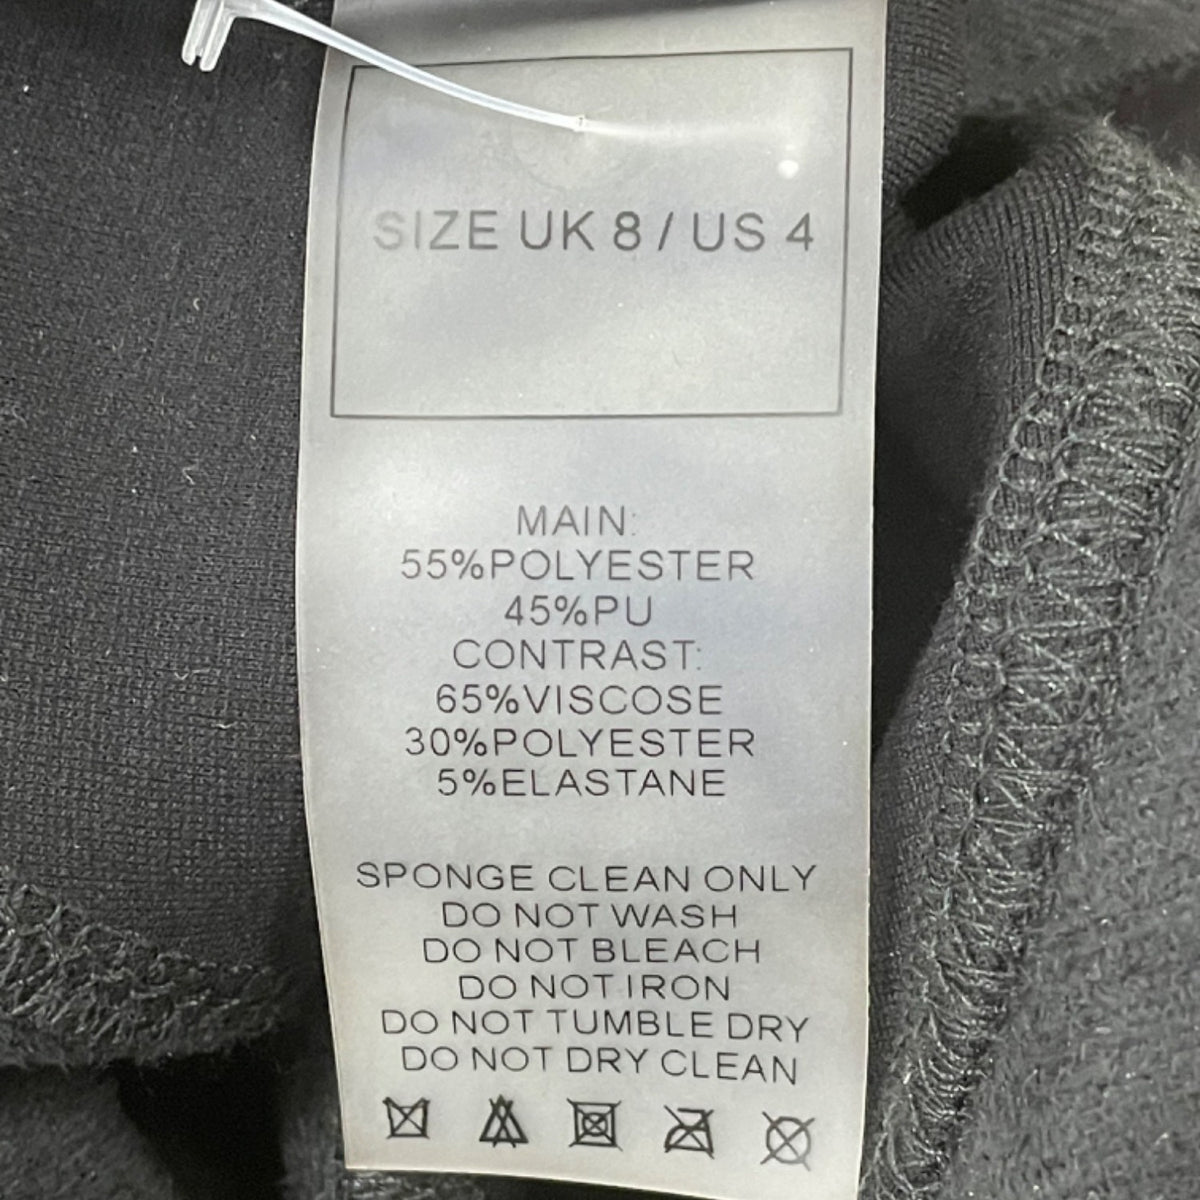 SIZE UK 8 / US 4
MAIN:
55%POLYESTER
45%PU
CONTRAST:
65%VISCOSE
30%POLYESTER
5%ELASTANE
SPONGE CLEAN ONLY
DO NOT WASH
DO NOT BLEACH
DO NOT IRON
DO NOT TUMBLE DRY
DO NOT DRY CLEAN